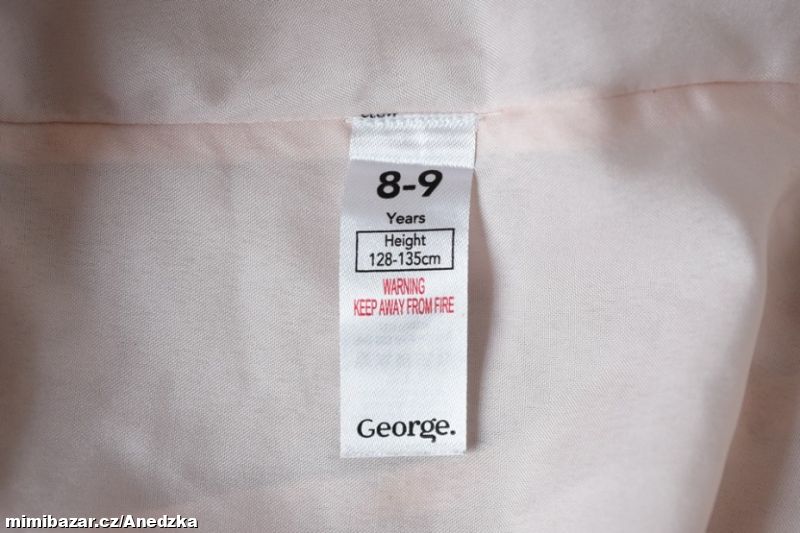 8-9
Years
Height
128-135cm
WARNING
KEEP AWAY FROM FIRE
George.
mimibazar.cz/Anedzka